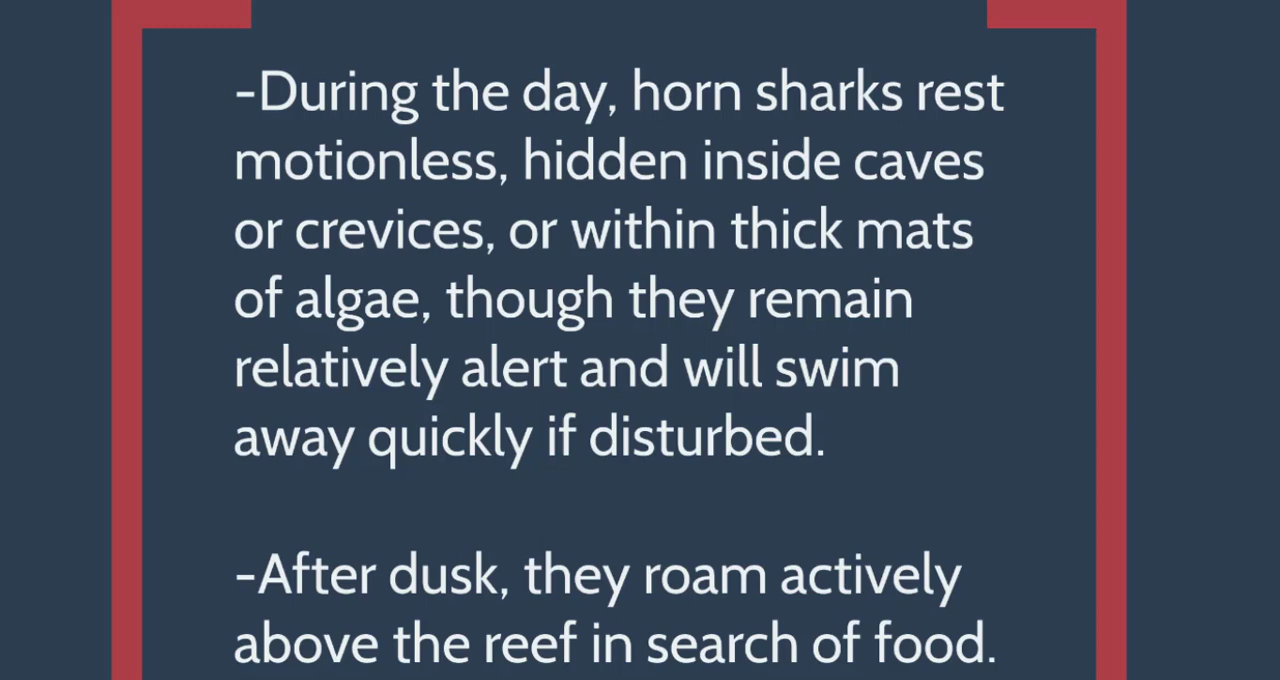 -During the day, horn sharks rest
motionless, hidden inside caves
or crevices, or within thick mats
of algae, though they remain
relatively alert and will swim
away quickly if disturbed.
-After dusk, they roam actively
above the reef in search of food.